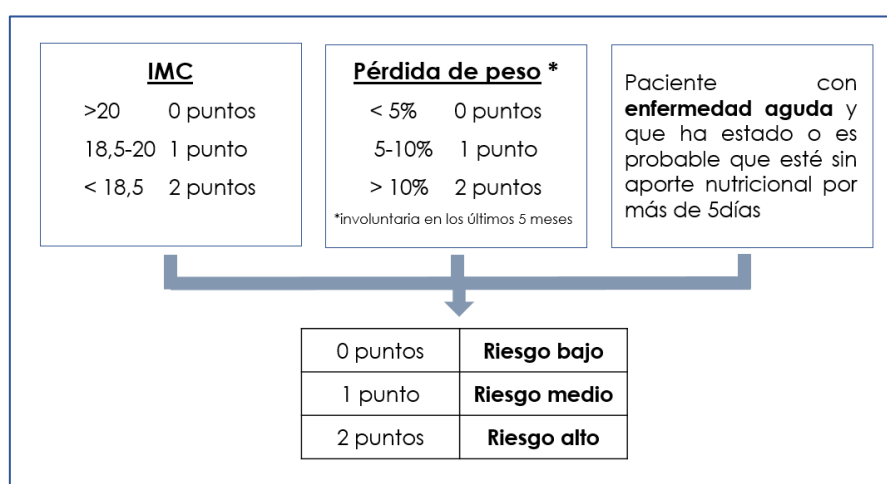 IMC
>20 0 puntos
18,5-20 1 punto
< 18,5 2 puntos
Pérdida de peso *
< 5% 0 puntos
5-10% 1 punto
> 10% 2 puntos
*involuntaria en los últimos 5 meses
Paciente con
enfermedad aguda y
que ha estado o es
probable que esté sin
aporte nutricional por
más de 5días
0 puntos Riesgo bajo
1 punto Riesgo medio
2 puntos Riesgo alto